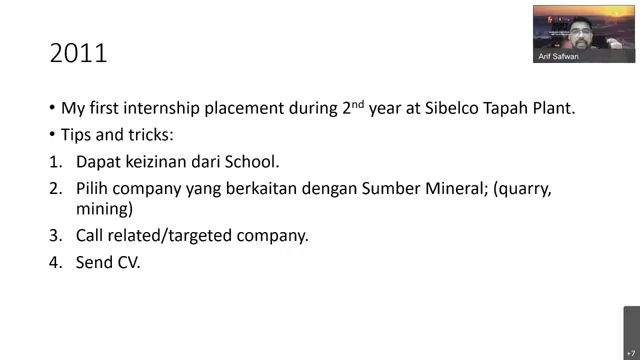 2011
• My first internship placement during 2nd year at Sibelco Tapah Plant.
• Tips and tricks:
1. Dapat keizinan dari School.
2. Pilih company yang berkaitan dengan Sumber Mineral; (quarry,
mining)
3. Call related/targeted company.
4. Send CV.
Arif Safwan
+7